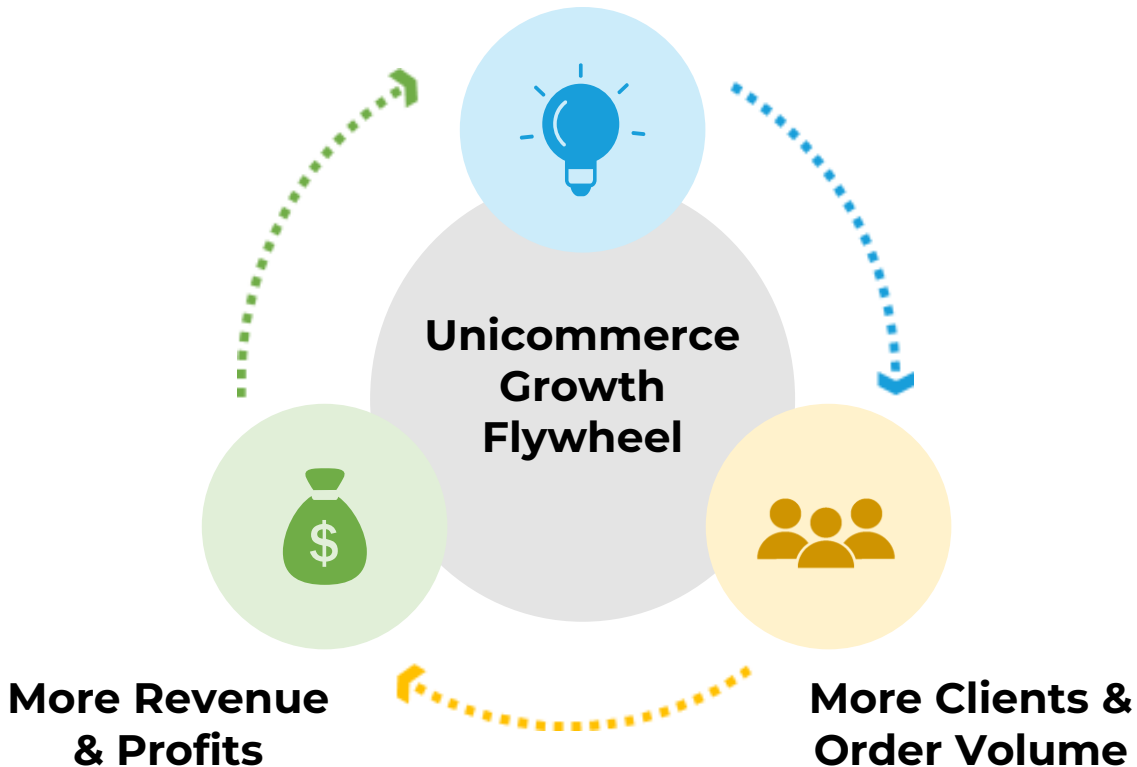 Unicommerce
Growth
Flywheel
$
More Revenue
& Profits
More Clients &
Order Volume